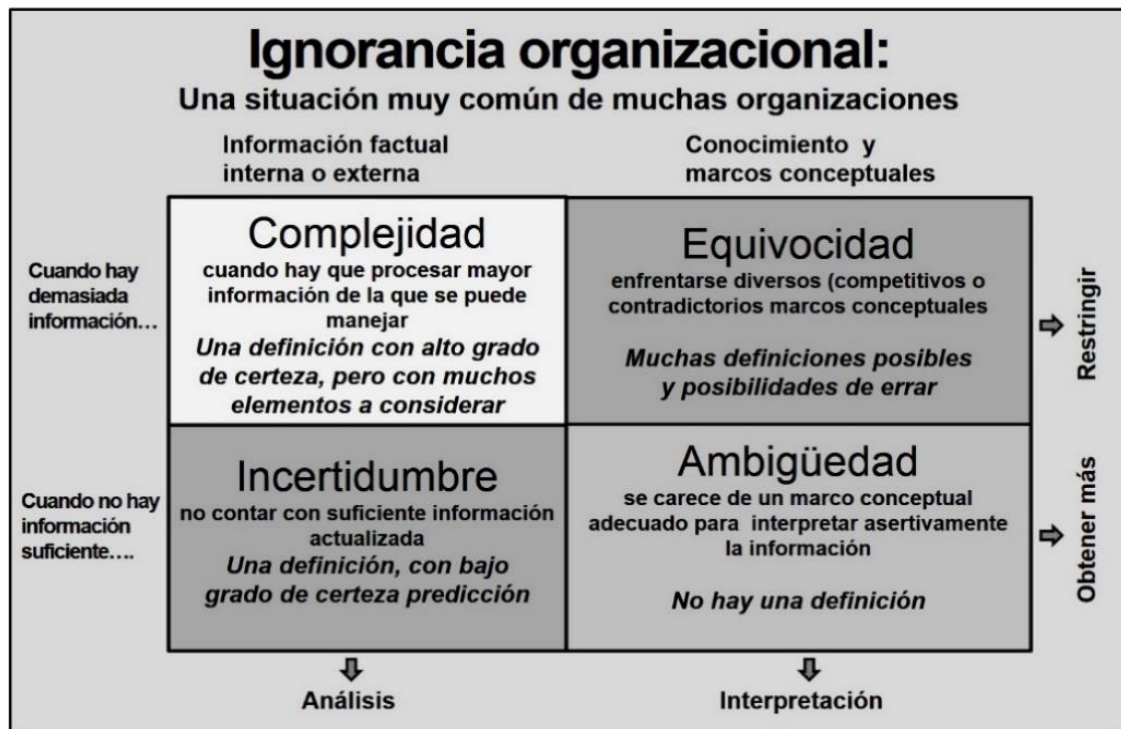 Ignorancia organizacional:
Una situación muy común de muchas organizaciones
Información factual
interna o externa
Conocimiento y
marcos conceptuales
Cuando hay
demasiada
información…
Complejidad
cuando hay que procesar mayor
información de la que se puede
manejar
Una definición con alto grado
de certeza, pero con muchos
elementos a considerar
Equivocidad
enfrentarse diversos (competitivos o
contradictorios marcos conceptuales
Muchas definiciones posibles
y posibilidades de errar
Restringir
Cuando no hay
información
suficiente….
Incertidumbre
no contar con suficiente información
actualizada
Una definición, con bajo
grado de certeza predicción
Ambigüedad
se carece de un marco conceptual
adecuado para interpretar asertivamente
la información
No hay una definición
Obtener más
Análisis
Interpretación